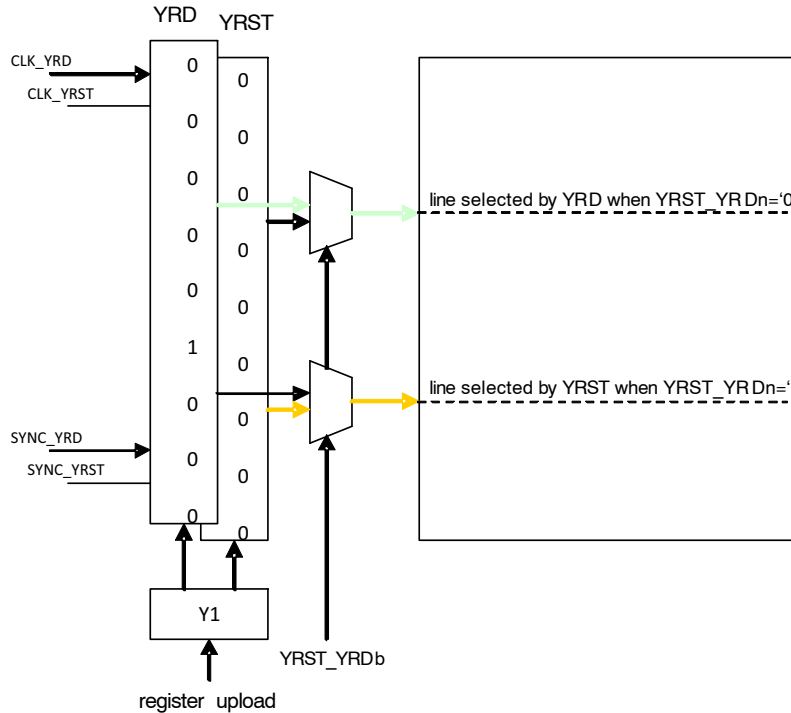 YRD
YRST
CLK_YRD
CLK_YRST
0
0
0
0
0
1
0
0
0
0
0
0
0
0
0
0
0
0
line selected by YRD when YRST_YRDn=‘0
line selected by YRST when YRST_YRDn=‘
SYNC_YRD
SYNC_YRST
Y1
YRST_YRDb
register upload